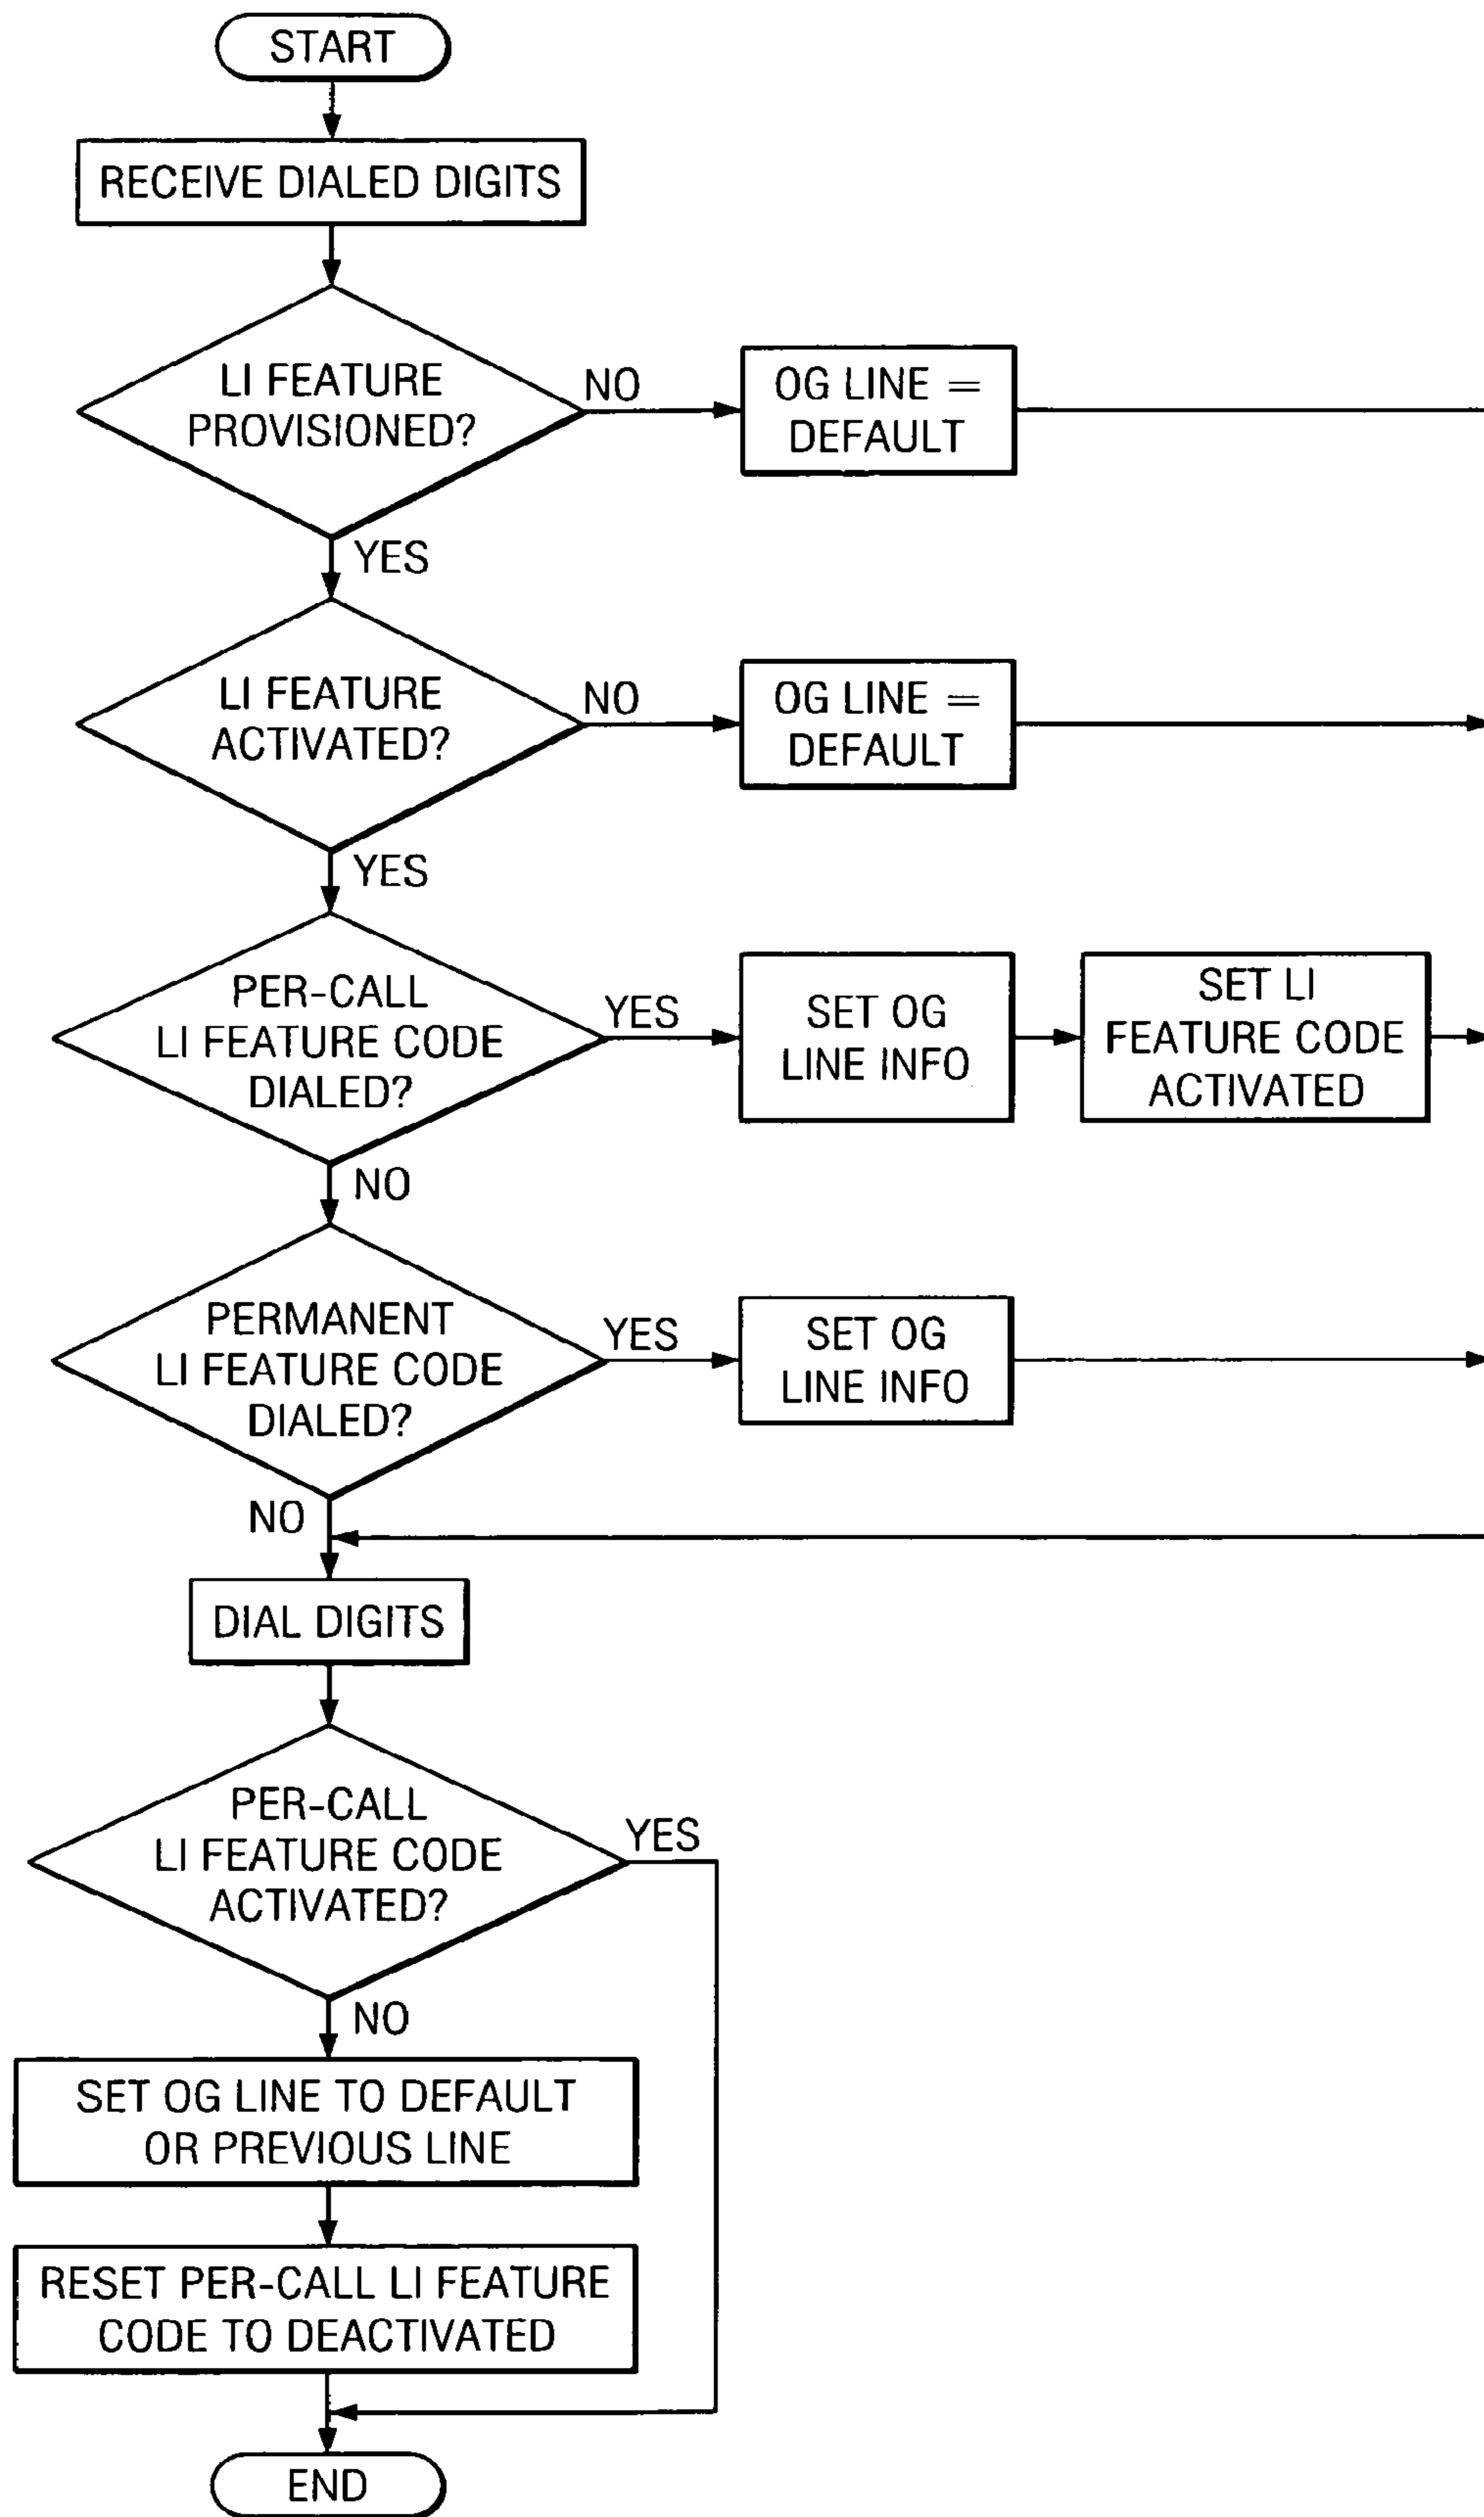 START
RECEIVE DIALED DIGITS
LI FEATURE
PROVISIONED?
NO
OG LINE =
DEFAULT
YES
LI FEATURE
ACTIVATED?
NO
OG LINE =
DEFAULT
YES
PER-CALL
LI FEATURE CODE
DIALED?
YES
SET OG
LINE INFO
SET LI
FEATURE CODE
ACTIVATED
NO
PERMANENT
LI FEATURE CODE
DIALED?
YES
SET OG
LINE INFO
NO
DIAL DIGITS
PER-CALL
LI FEATURE CODE
ACTIVATED?
YES
NO
SET OG LINE TO DEFAULT
OR PREVIOUS LINE
RESET PER-CALL LI FEATURE
CODE TO DEACTIVATED
END